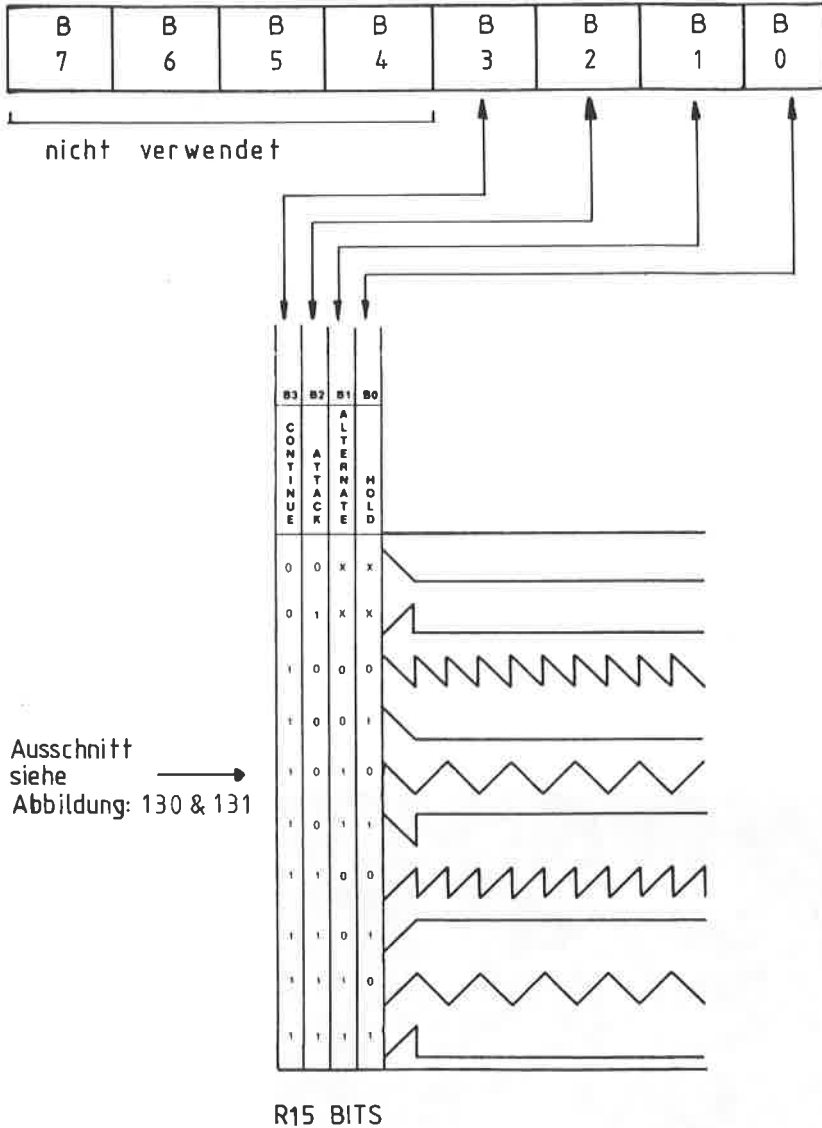 B B B B B B B B
7 6 5 4 3 2 1 0
nicht verwendet
B3 B2 B1 B0
CONTINUE ATTACK ALTERNATE HOLD
0 0 X X
0 1 X X
1 0 0 0
1 0 0 1
1 0 1 0
1 0 1 1
1 1 0 0
1 1 0 1
1 1 1 0
1 1 1 1
Ausschnitt
siehe
Abbildung: 130 & 131
R15 BITS